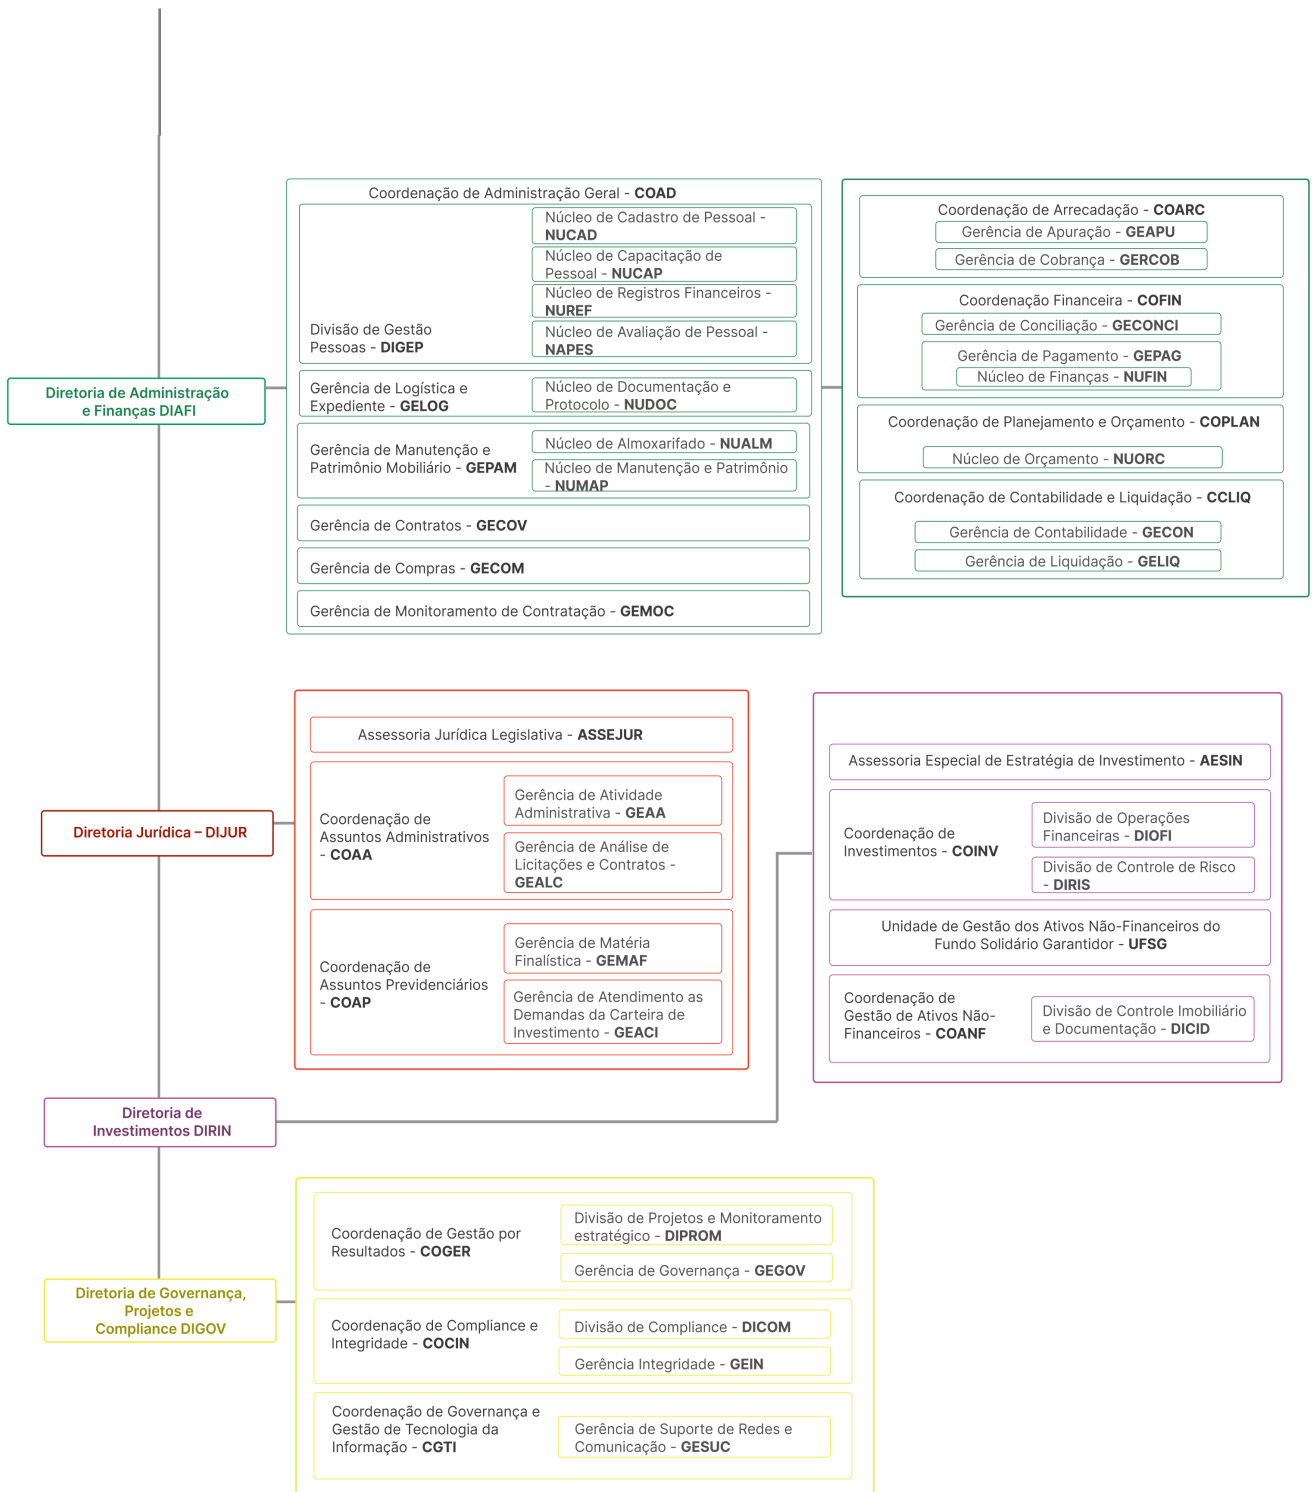 Diretoria de Administração
e Finanças DIAFI
Coordenação de Administração Geral - COAD
Divisão de Gestão
Pessoas - DIGEP
Núcleo de Cadastro de Pessoal -
NUCAD
Núcleo de Capacitação de
Pessoal - NUCAP
Núcleo de Registros Financeiros -
NUREF
Núcleo de Avaliação de Pessoal -
NAPES
Gerência de Logística e
Expediente - GELOG
Núcleo de Documentação e
Protocolo - NUDOC
Gerência de Manutenção e
Patrimônio Mobiliário - GEPAM
Núcleo de Almoxarifado - NUALM
Núcleo de Manutenção e Patrimônio
- NUMAP
Gerência de Contratos - GECOV
Gerência de Compras - GECOM
Gerência de Monitoramento de Contratação - GEMOC
Coordenação de Arrecadação - COARC
Gerência de Apuração - GEAPU
Gerência de Cobrança - GERCOB
Coordenação Financeira - COFIN
Gerência de Conciliação - GECONCI
Gerência de Pagamento - GEPAG
Núcleo de Finanças - NUFIN
Coordenação de Planejamento e Orçamento - COPLAN
Núcleo de Orçamento - NUORC
Coordenação de Contabilidade e Liquidação - CCLIQ
Gerência de Contabilidade - GECON
Gerência de Liquidação - GELIQ
Diretoria Jurídica – DIJUR
Assessoria Jurídica Legislativa - ASSEJUR
Coordenação de
Assuntos Administrativos
- COAA
Gerência de Atividade
Administrativa - GEAA
Gerência de Análise de
Licitações e Contratos -
GEALC
Coordenação de
Assuntos Previdenciários
- COAP
Gerência de Matéria
Finalística - GEMAF
Gerência de Atendimento as
Demandas da Carteira de
Investimento - GEACI
Diretoria de
Investimentos DIRIN
Assessoria Especial de Estratégia de Investimento - AESIN
Coordenação de
Investimentos - COINV
Divisão de Operações
Financeiras - DIOFI
Divisão de Controle de Risco
- DIRIS
Unidade de Gestão dos Ativos Não-Financeiros do
Fundo Solidário Garantidor - UFSG
Coordenação de
Gestão de Ativos Não-
Financeiros - COANF
Divisão de Controle Imobiliário
e Documentação - DICID
Diretoria de Governança,
Projetos e
Compliance DIGOV
Coordenação de Gestão por
Resultados - COGER
Divisão de Projetos e Monitoramento
estratégico - DIPROM
Gerência de Governança - GEGOV
Coordenação de Compliance e
Integridade - COCIN
Divisão de Compliance - DICOM
Gerência Integridade - GEIN
Coordenação de Governança e
Gestão de Tecnologia da
Informação - CGTI
Gerência de Suporte de Redes e
Comunicação - GESUC